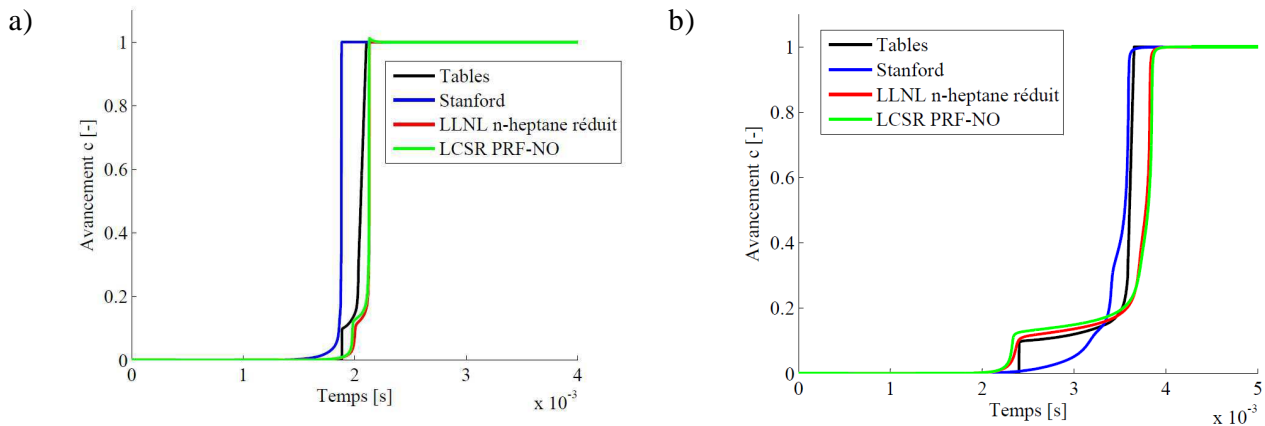 a)
1
0.8
0.6
0.4
0.2
0
Avancement c [-]
Tables
Stanford
LLNL n-heptane réduit
LCSR PRF-NO
0 1 2 3 4
Temps [s]
x 10⁻³
b)
1
0.8
0.6
0.4
0.2
0
Avancement c [-]
Tables
Stanford
LLNL n-heptane réduit
LCSR PRF-NO
0 1 2 3 4 5
Temps [s]
x 10⁻³